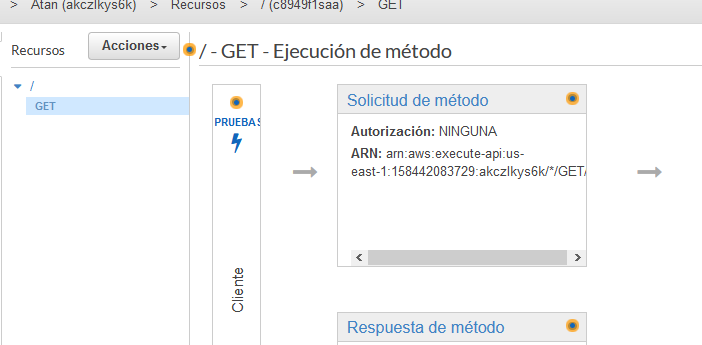 > Atan (akczlkys6k) > Recursos > / (c8949f1saa) > GET
Recursos
Acciones
/ - GET - Ejecución de método
/
GET
PRUEBAS
Cliente
Solicitud de método
Autorización: NINGUNA
ARN: arn:aws:execute-api:us-
east-1:158442083729:akczlkys6k/*/GET/
Respuesta de método